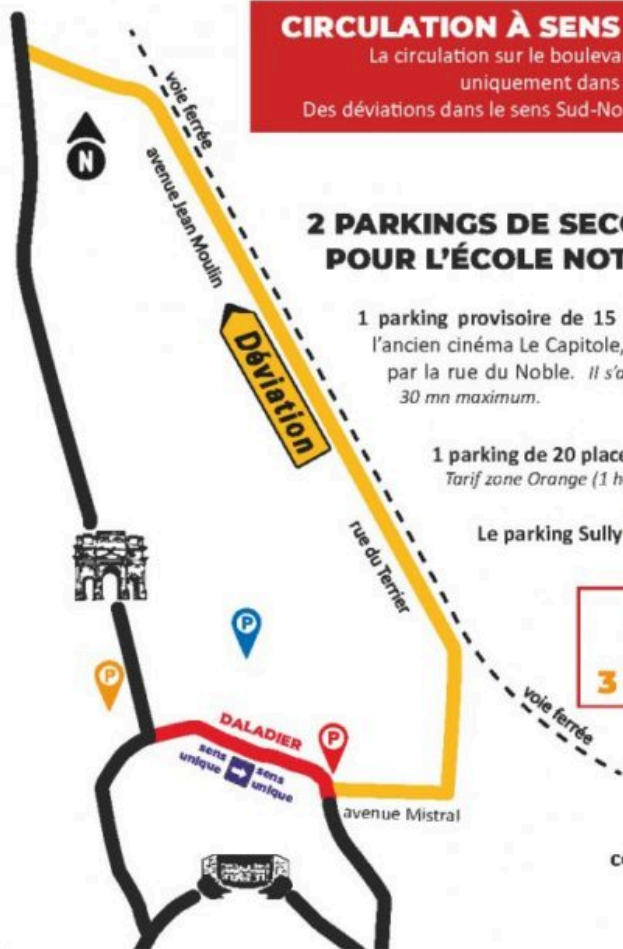 CIRCULATION À SENS
La circulation sur le bouleva
uniquement dans
Des déviations dans le sens Sud-No
voie ferrée
N
avenue Jean Moulin
2 PARKINGS DE SECO
POUR L'ÉCOLE NOT
1 parking provisoire de 15
l'ancien cinéma Le Capitole,
par la rue du Noble. Il s'a
30 mn maximum.
Déviation
1 parking de 20 place
Tarif zone Orange (1 h
Le parking Sully
rue du Terrier
P
3
P
voie ferrée
DALADIER
P
sens unique
sens unique
avenue Mistral
c